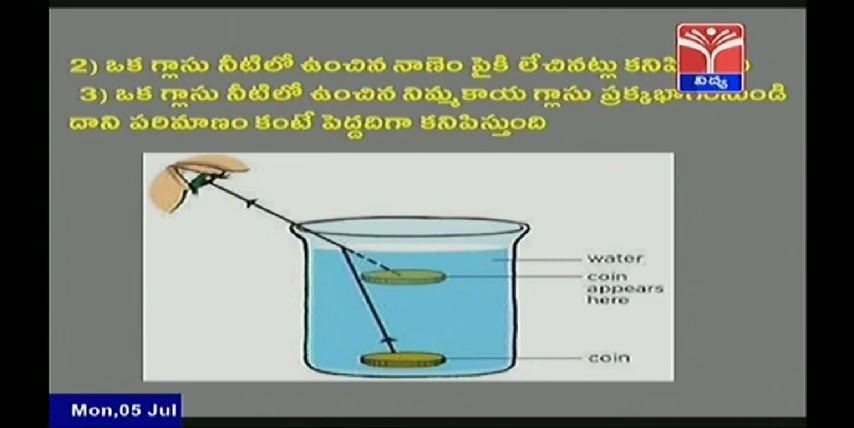 2) ఒక గ్లాసు నీటిలో ఉంచిన నాణెం పైకి లేచినట్లు
3) ఒక గ్లాసు నీటిలో ఉంచిన నిమ్మకాయ గ్లాసు ప్రక్కభాగంనుండి
దాని పరిమాణం కంటే పెద్దదిగా కనిపిస్తుంది
విద్య
water
coin
appears
here
coin
Mon,05 Jul